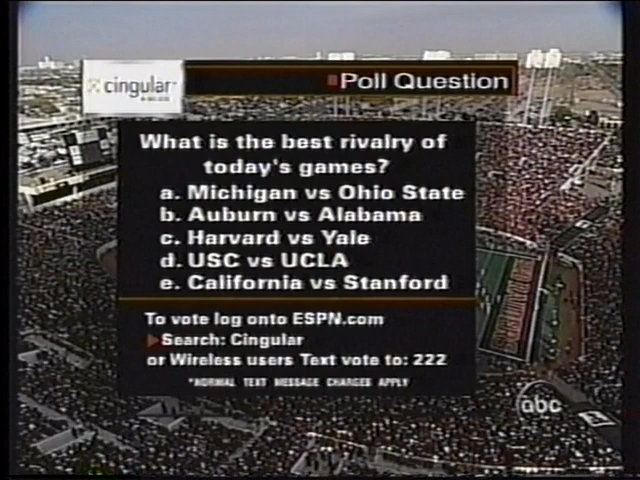 cingular
Poll Question
What is the best rivalry of
today's games?
a. Michigan vs Ohio State
b. Auburn vs Alabama
c. Harvard vs Yale
d. USC vs UCLA
e. California vs Stanford
To vote log onto ESPN.com
Search: Cingular
or Wireless users Text vote to: 222
*NORMAL TEXT MESSAGE CHARGES APPLY
abc